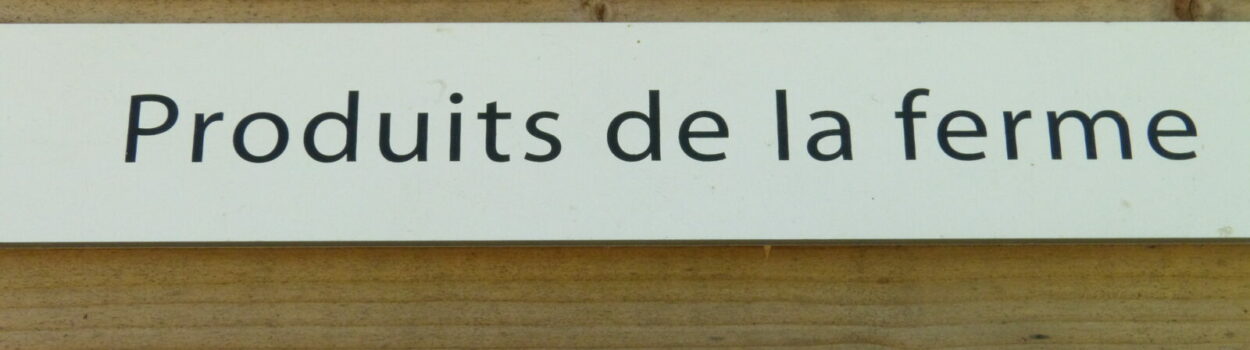 Produits de la ferme